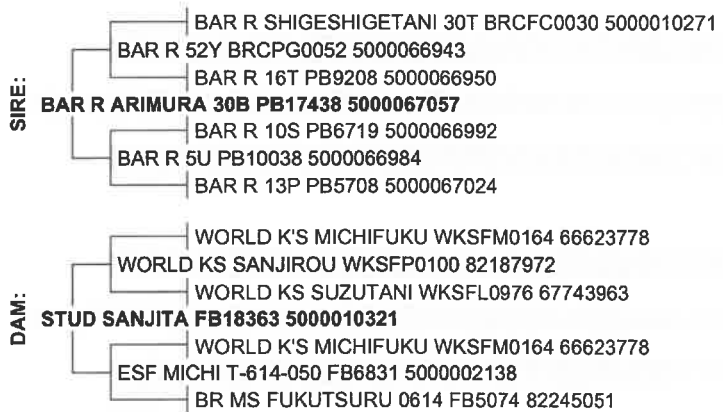 BAR R SHIGESHIGETANI 30T BRCFC0030 5000010271
BAR R 52Y BRCPG0052 5000066943
BAR R 16T PB9208 5000066950
SIRE:
BAR R ARIMURA 30B PB17438 5000067057
BAR R 10S PB6719 5000066992
BAR R 5U PB10038 5000066984
BAR R 13P PB5708 5000067024
WORLD K'S MICHIFUKU WKSFM0164 66623778
WORLD KS SANJIROU WKSFP0100 82187972
WORLD KS SUZUTANI WKSFL0976 67743963
DAM:
STUD SANJITA FB18363 5000010321
WORLD K'S MICHIFUKU WKSFM0164 66623778
ESF MICHI T-614-050 FB6831 5000002138
BR MS FUKUTSURU 0614 FB5074 82245051